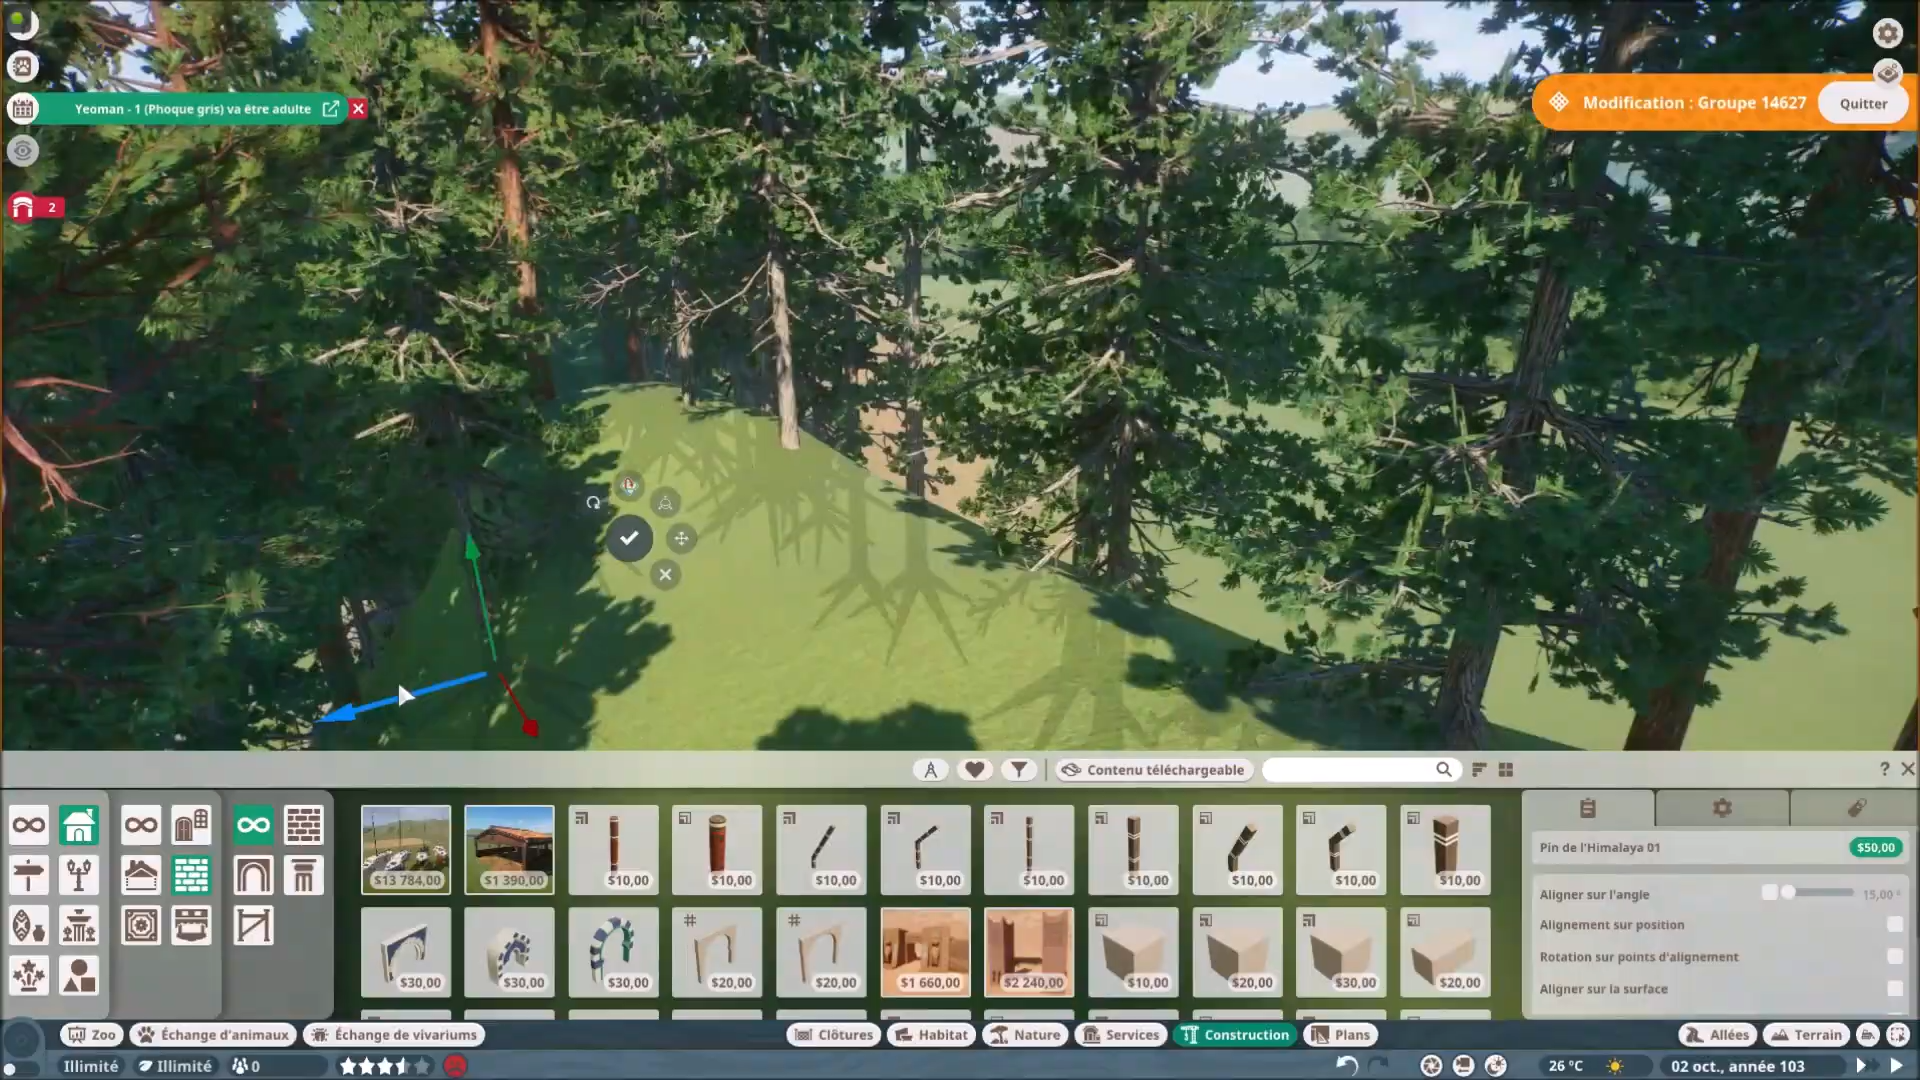 Yeoman - 1 (Phoque gris) va être adulte
2
Modification : Groupe 14627
Quitter
Contenu téléchargeable
?
$13 784,00
$1 390,00
$10,00
$10,00
$10,00
$10,00
$10,00
$10,00
$10,00
$10,00
$10,00
$30,00
$30,00
$30,00
$20,00
$20,00
$1 660,00
$2 240,00
$10,00
$20,00
$30,00
$20,00
Pin de l'Himalaya 01
$50,00
Aligner sur l'angle
15,00 °
Alignement sur position
Rotation sur points d'alignement
Aligner sur la surface
Zoo
Échange d'animaux
Échange de vivariums
Clôtures
Habitat
Nature
Services
Construction
Plans
Allées
Terrain
Illimité
Illimité
0
26 °C
02 oct., année 103